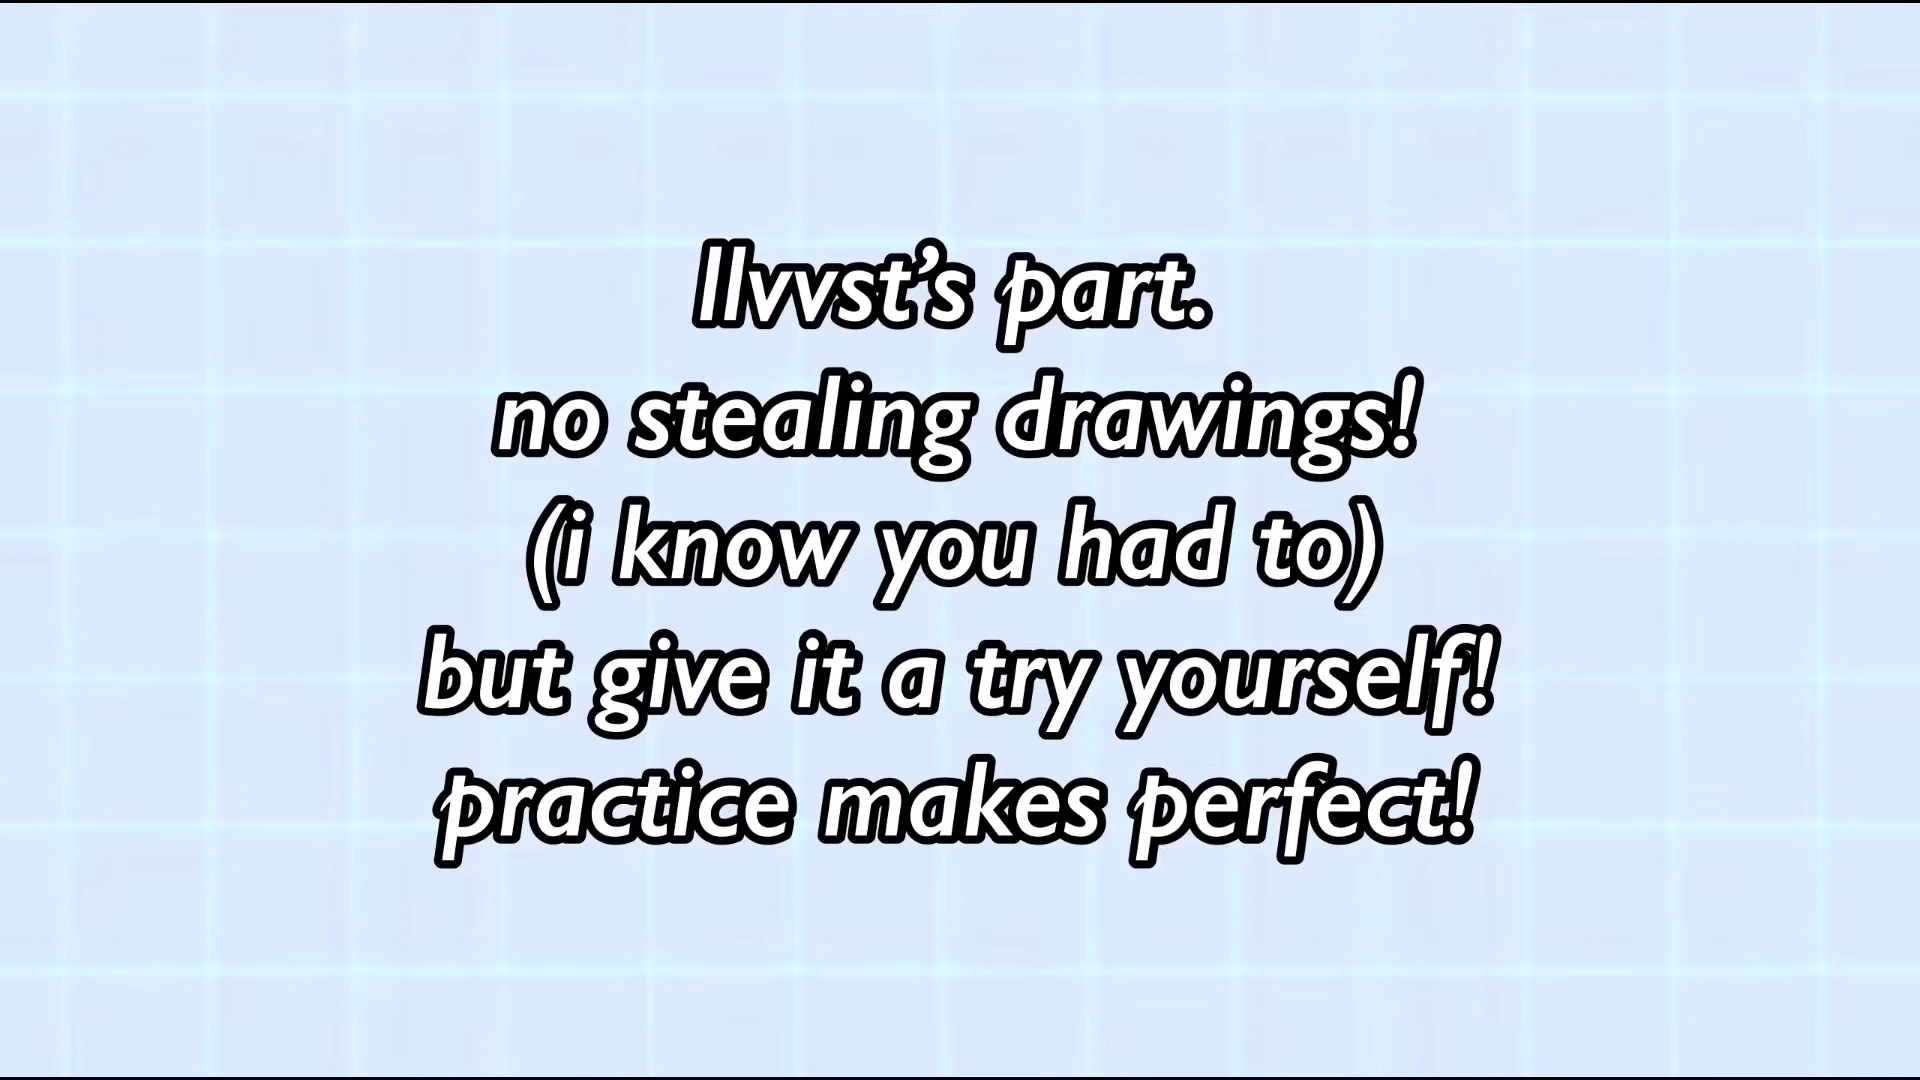 llvvst’s part.
no stealing drawings!
(i know you had to)
but give it a try yourself!
practice makes perfect!